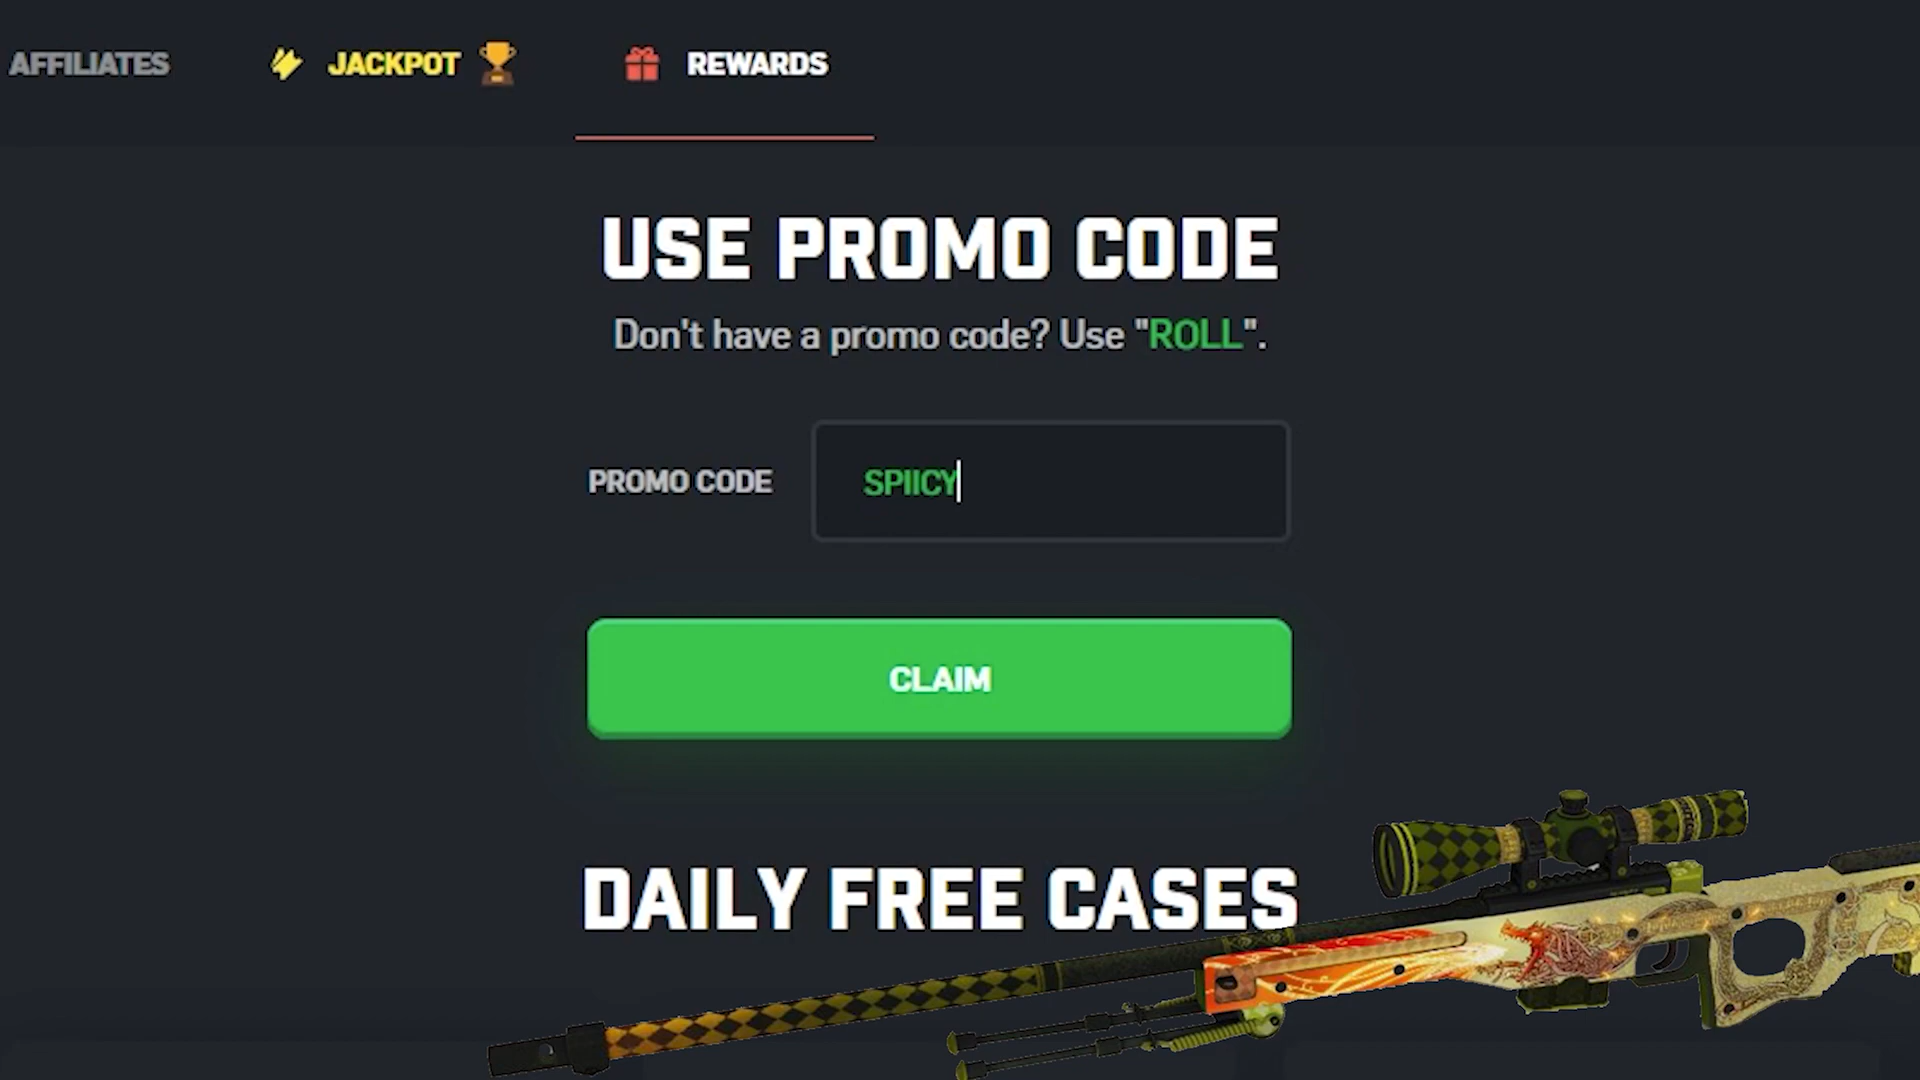 AFFILIATES
JACKPOT
REWARDS
USE PROMO CODE
Don't have a promo code? Use "ROLL".
PROMO CODE
SPIICY
CLAIM
DAILY FREE CASES